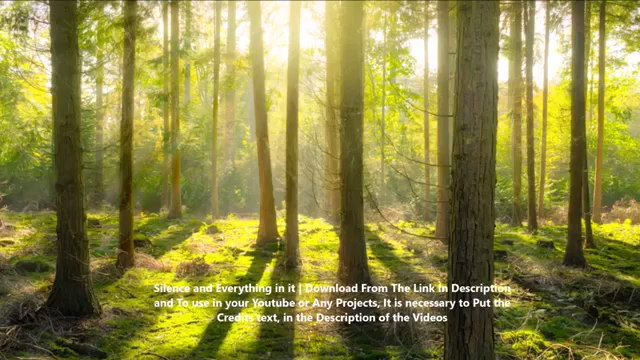 Silence and Everything in it | Download From The Link In Description
and To use in your Youtube or Any Projects, It is necessary to Put the
Credits text, in the Description of the Videos